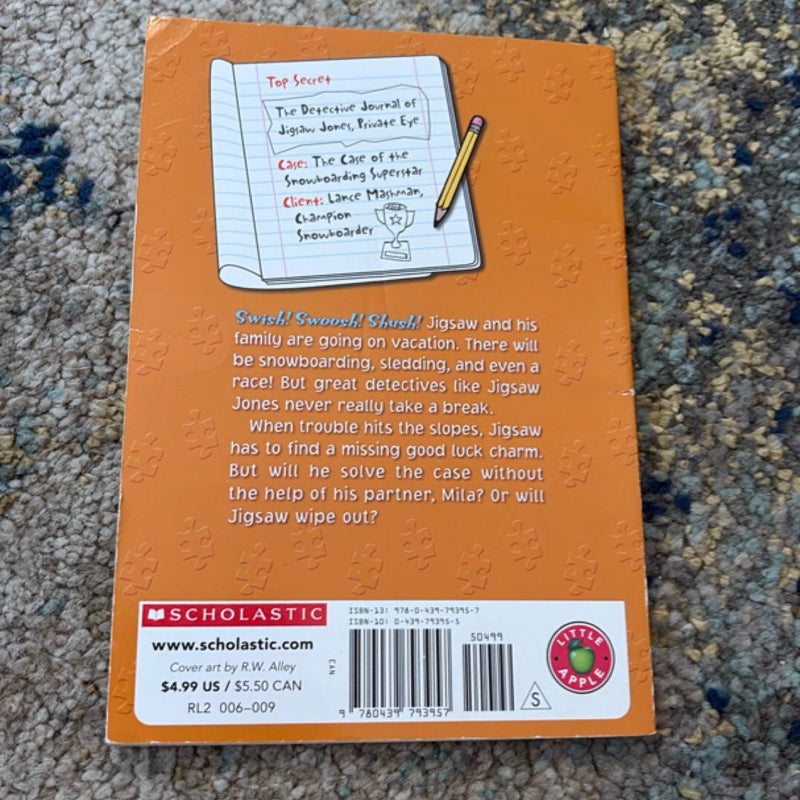 Top Secret
The Detective Journal of
Jigsaw Jones, Private Eye
Case: The Case of the
Snowboarding Superstar
Client: Lance Mashman,
Champion
Snowboarder
Swish! Swoosh! Shush! Jigsaw and his
family are going on vacation. There will
be snowboarding, sledding, and even a
race! But great detectives like Jigsaw
Jones never really take a break.
When trouble hits the slopes, Jigsaw
has to find a missing good luck charm.
But will he solve the case without
the help of his partner, Mila? Or will
Jigsaw wipe out?
SCHOLASTIC
www.scholastic.com
Cover art by R.W. Alley
$4.99 US / $5.50 CAN
RL2 006–009
EAN
ISBN-13: 978-0-439-79395-7
ISBN-10: 0-439-79395-5
50499
9 780439 793957
S
LITTLE
APPLE